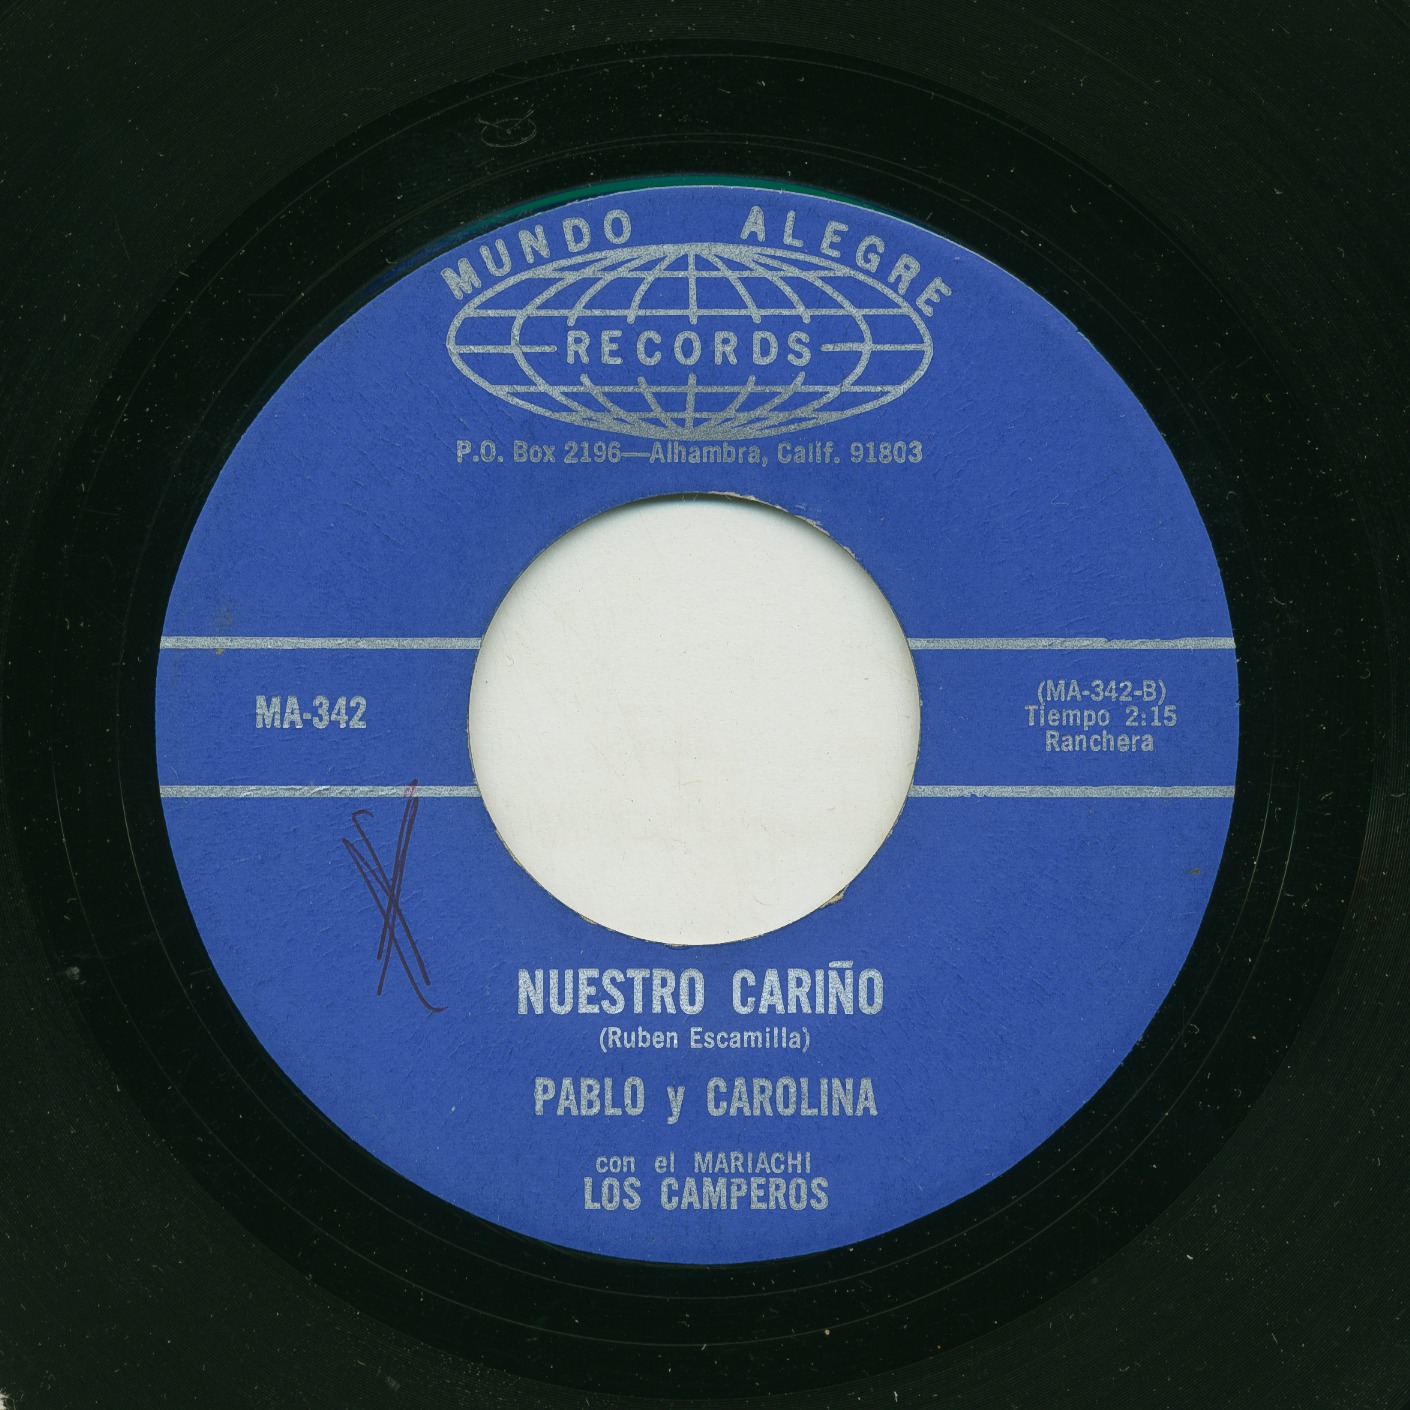 MUNDO ALEGRE
RECORDS
P.O. Box 2196—Alhambra, Calif. 91803
MA-342
(MA-342-B)
Tiempo 2:15
Ranchera
NUESTRO CARIÑO
(Ruben Escamilla)
PABLO y CAROLINA
con el MARIACHI
LOS CAMPEROS